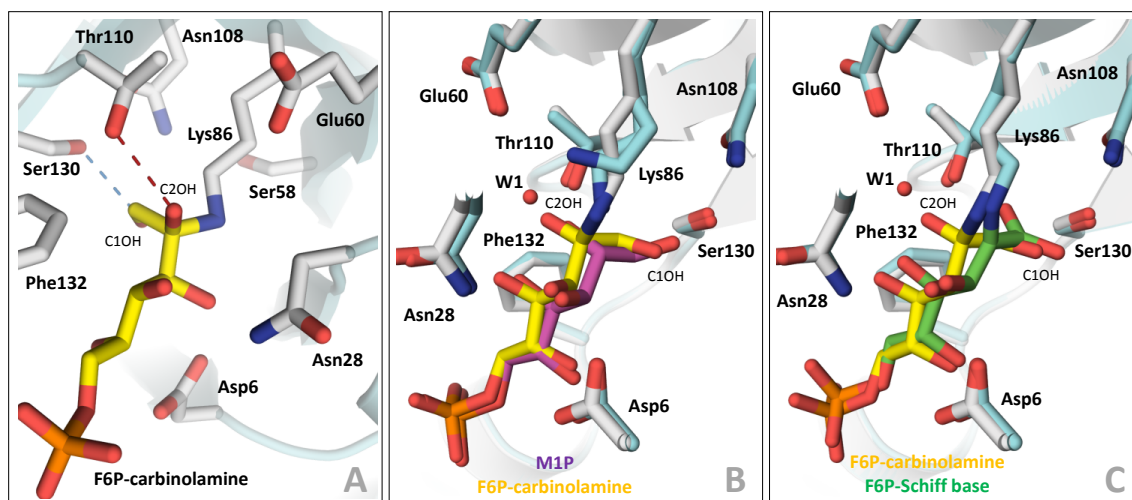 Thr110
Asn108
Glu60
Lys86
Ser130
C2OH
Ser58
C1OH
Phe132
Asn28
Asp6
F6P-carbinolamine
A
Glu60
Asn108
Thr110
Lys86
W1
C2OH
Phe132
Ser130
C1OH
Asn28
Asp6
M1P
F6P-carbinolamine
B
Glu60
Asn108
Lys86
Thr110
W1
C2OH
Phe132
Ser130
C1OH
Asn28
Asp6
F6P-carbinolamine
F6P-Schiff base
C